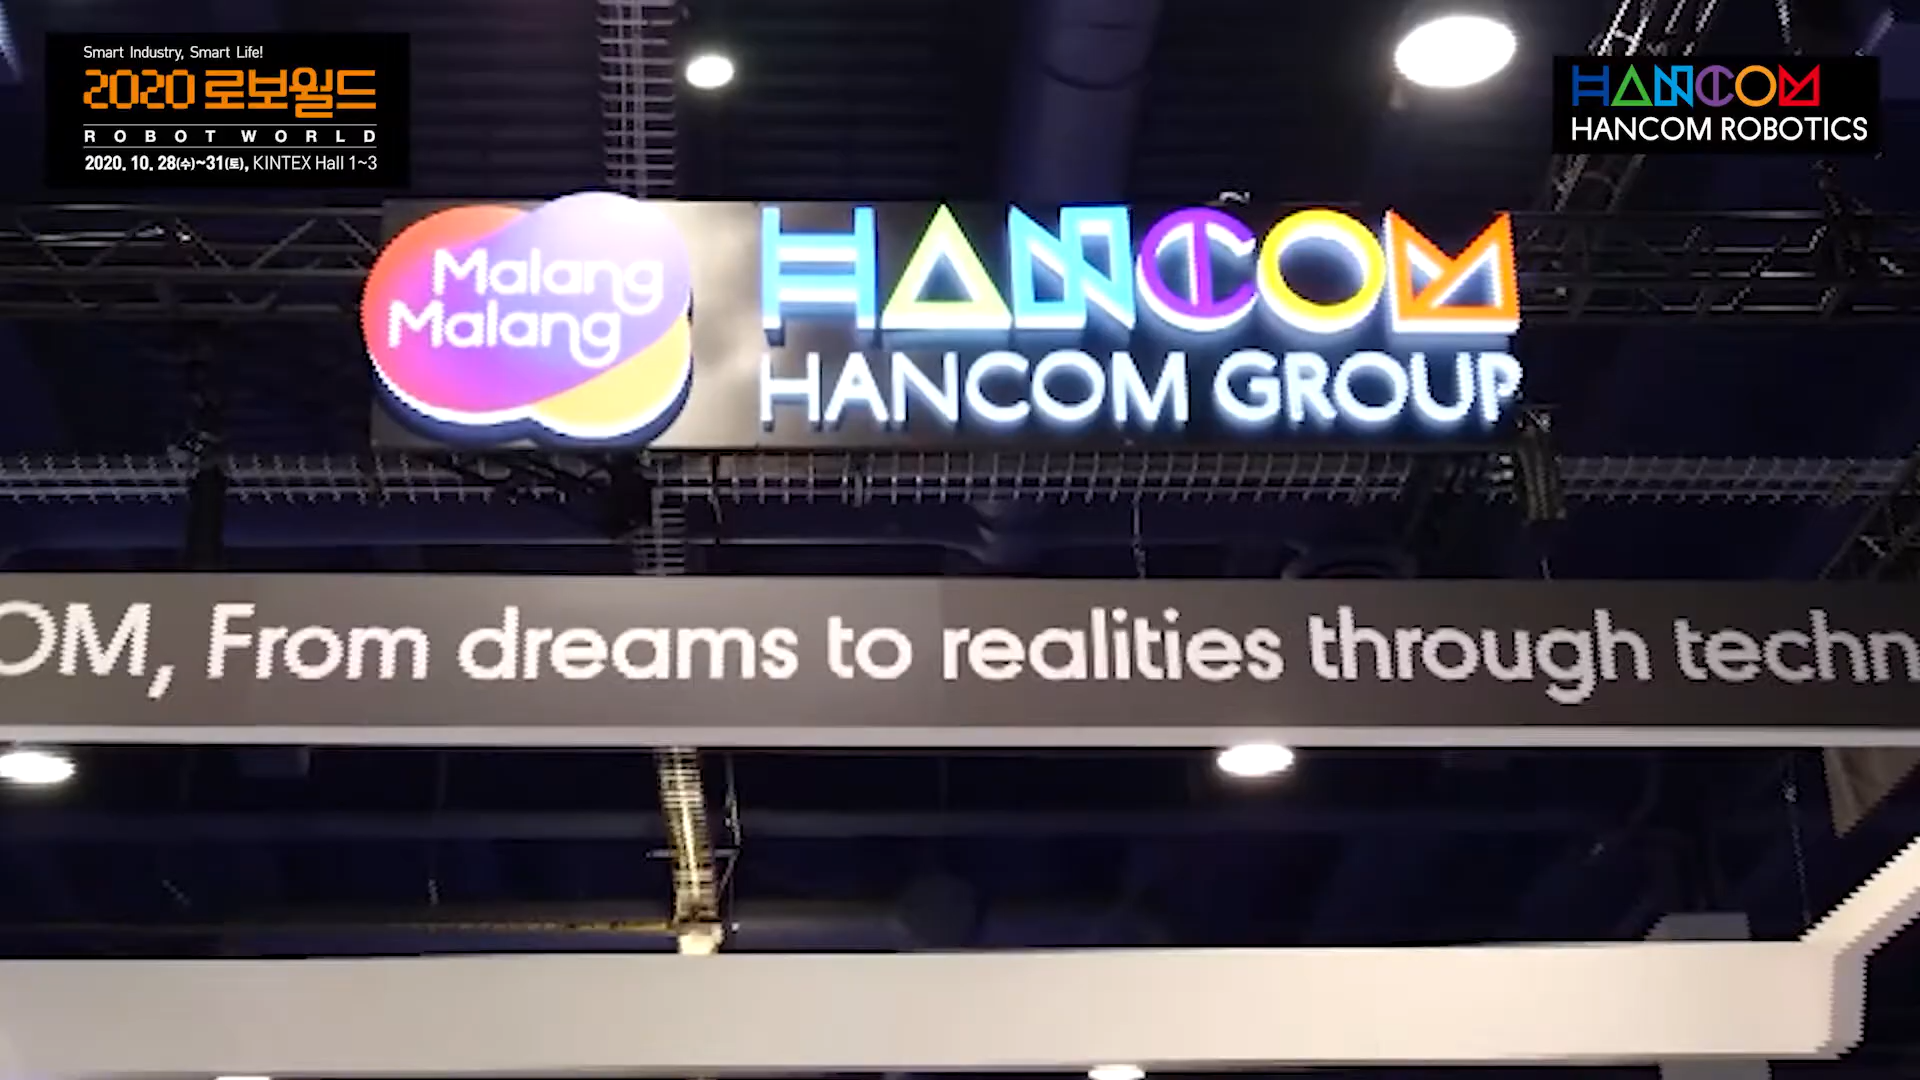 Smart Industry, Smart Life!
2020 로보월드
ROBOT WORLD
2020. 10. 28(수)~31(토), KINTEX Hall 1~3
HANCOM
HANCOM ROBOTICS
Malang
Malang
HANCOM
HANCOM GROUP
OM, From dreams to realities through techn